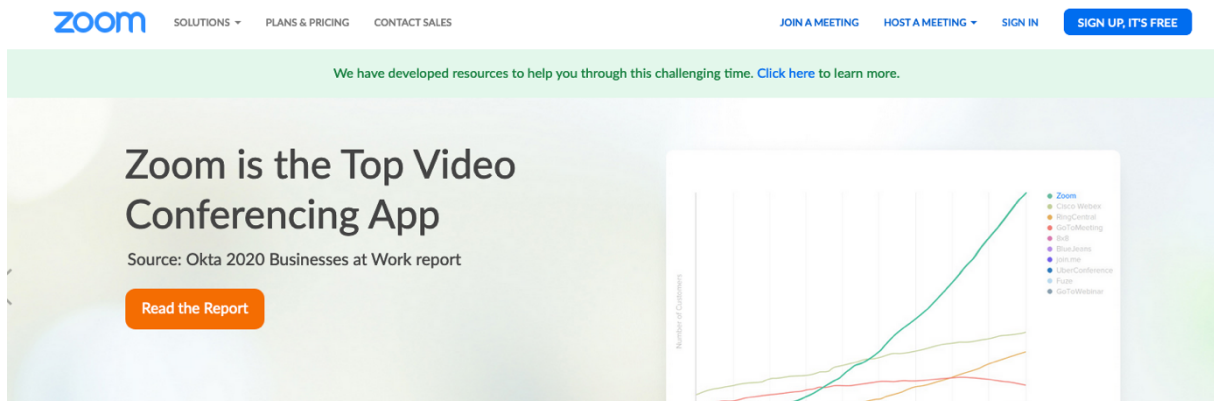 zoom
SOLUTIONS
PLANS & PRICING
CONTACT SALES
JOIN A MEETING
HOST A MEETING
SIGN IN
SIGN UP, IT'S FREE
We have developed resources to help you through this challenging time. Click here to learn more.
Zoom is the Top Video
Conferencing App
Source: Okta 2020 Businesses at Work report
Read the Report
Number of Customers
Zoom
Cisco Webex
RingCentral
GoToMeeting
8x8
BlueJeans
join.me
UberConference
Fuze
GoToWebinar